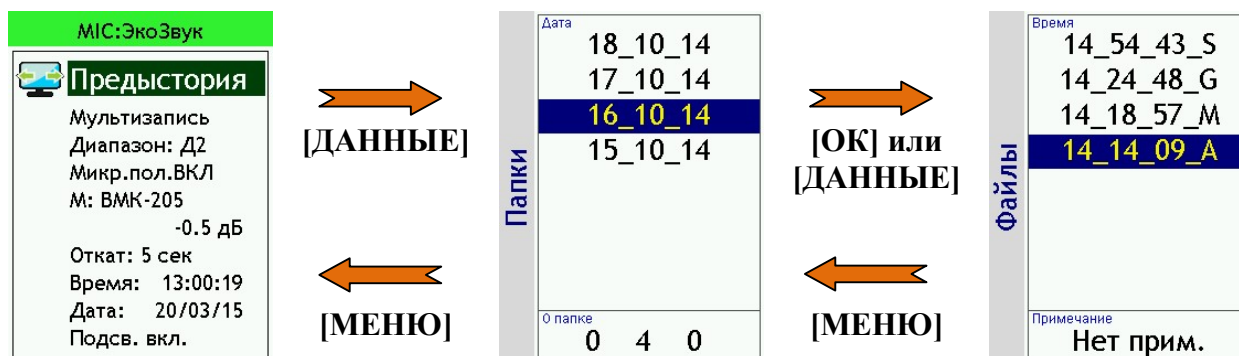 MIC:ЭкоЗвук
Предыстория
Мультизапись
Диапазон: Д2
Микр.пол.ВКЛ
М: ВМК-205
-0.5 дБ
Откат: 5 сек
Время: 13:00:19
Дата: 20/03/15
Подсв. вкл.
[ДАННЫЕ]
[МЕНЮ]
Папки
Дата
18_10_14
17_10_14
16_10_14
15_10_14
О папке
0 4 0
[ОК] или
[ДАННЫЕ]
[МЕНЮ]
Файлы
Время
14_54_43_S
14_24_48_G
14_18_57_M
14_14_09_A
Примечание
Нет прим.